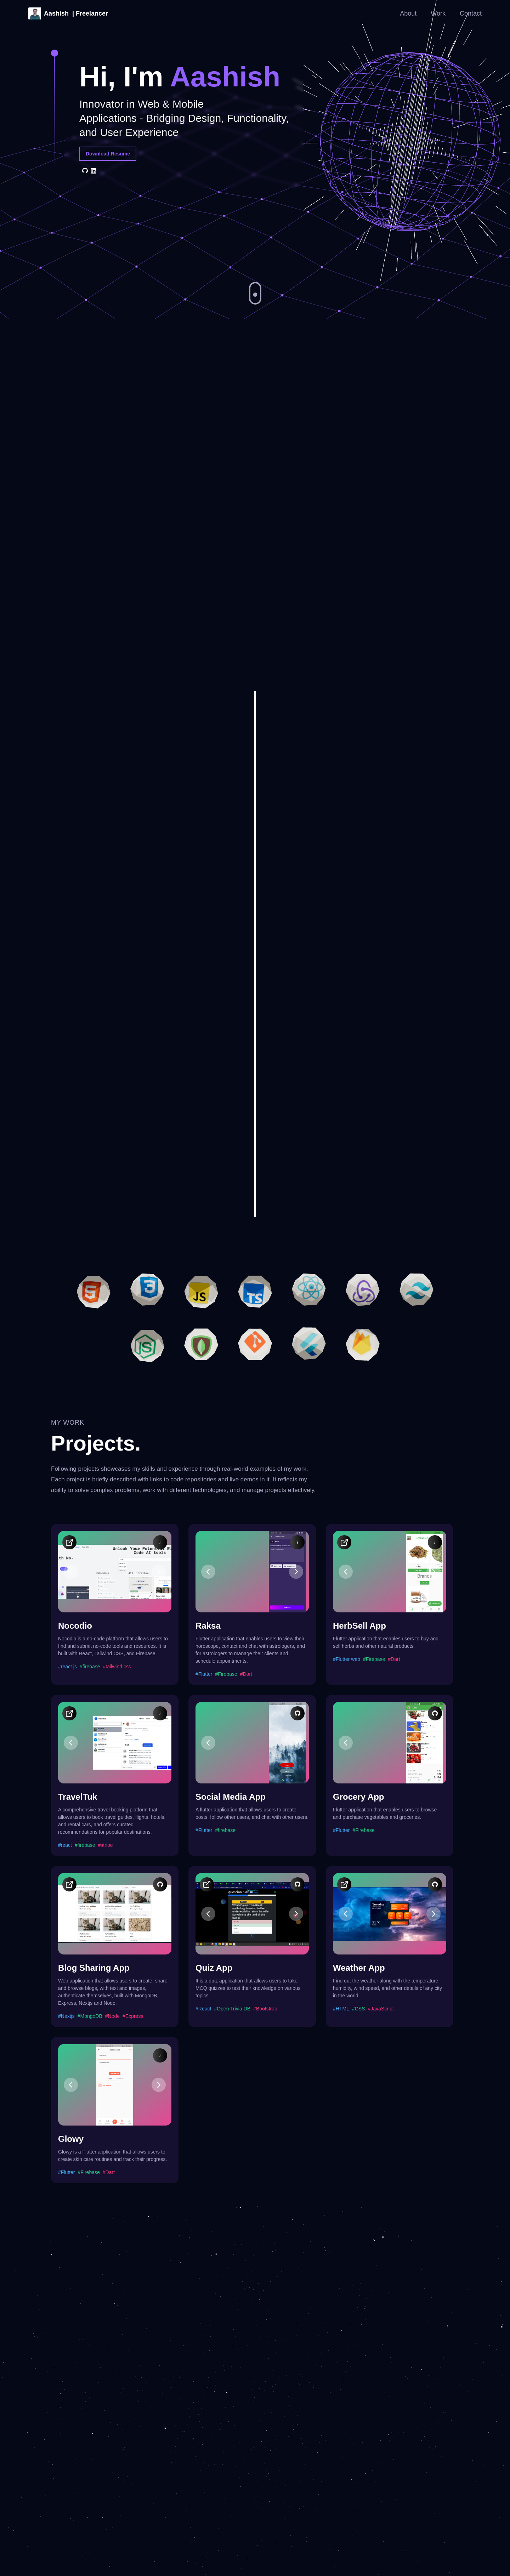 Aashish | Freelancer
About
Work
Contact
Hi, I'm Aashish
Innovator in Web & Mobile
Applications - Bridging Design, Functionality,
and User Experience
Download Resume
JS
TS
MY WORK
Projects.
Following projects showcases my skills and experience through real-world examples of my work.
Each project is briefly described with links to code repositories and live demos in it. It reflects my
ability to solve complex problems, work with different technologies, and manage projects effectively.
Nocodio
Nocodio is a no-code platform that allows users to
find and submit no-code tools and resources. It is
built with React, Tailwind CSS, and Firebase.
#react js #firebase #tailwind css
Raksa
Flutter application that enables users to view their
horoscope, contact and chat with astrologers, and
for astrologers to manage their clients and
schedule appointments.
#Flutter #Firebase #Dart
HerbSell App
Flutter application that enables users to buy and
sell herbs and other natural products.
#Flutter web #Firebase #Dart
TravelTuk
A comprehensive travel booking platform that
allows users to book travel guides, flights, hotels,
and rental cars, and offers curated
recommendations for popular destinations.
#react #firebase #stripe
Social Media App
A flutter application that allows users to create
posts, follow other users, and chat with other users.
#Flutter #firebase
Grocery App
Flutter application that enables users to browse
and purchase vegetables and groceries.
#Flutter #Firebase
Blog Sharing App
Web application that allows users to create, share
and browse blogs, with text and images.
authenticate themselves, built with MongoDB,
Express, Nextjs and Node.
#Nextjs #MongoDB #Node #Express
Quiz App
It is a quiz application that allows users to take
MCQ quizzes to test their knowledge on various
topics.
#React #Open Trivia DB #Bootstrap
Weather App
Find out the weather along with the temperature,
humidity, wind speed, and other details of any city
in the world.
#HTML #CSS #JavaScript
Glowy
Glowy is a Flutter application that allows users to
create skin care routines and track their progress.
#Flutter #Firebase #Dart